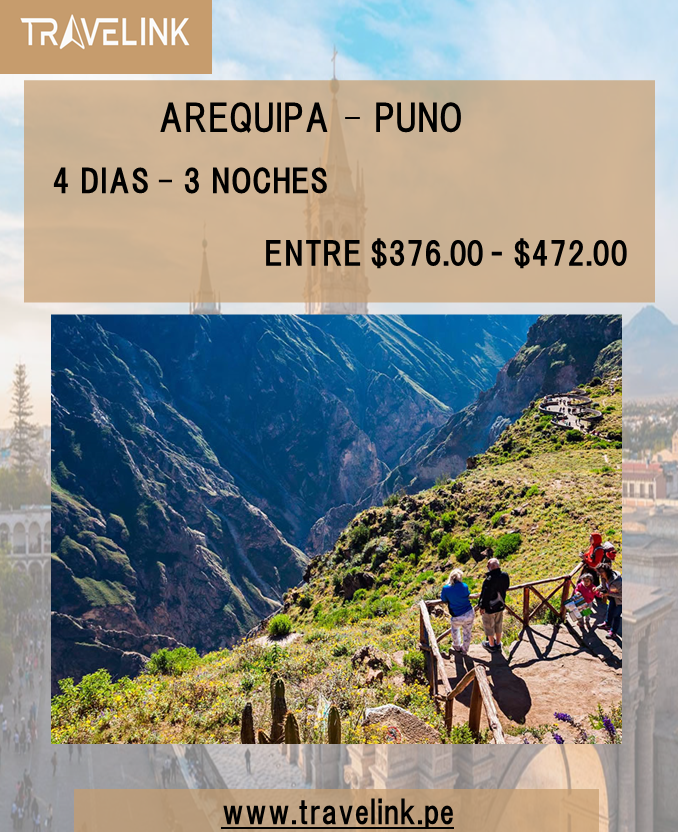 TRAVELINK
AREQUIPA - PUNO
4 DIAS - 3 NOCHES
ENTRE $376.00 - $472.00
www.travelink.pe